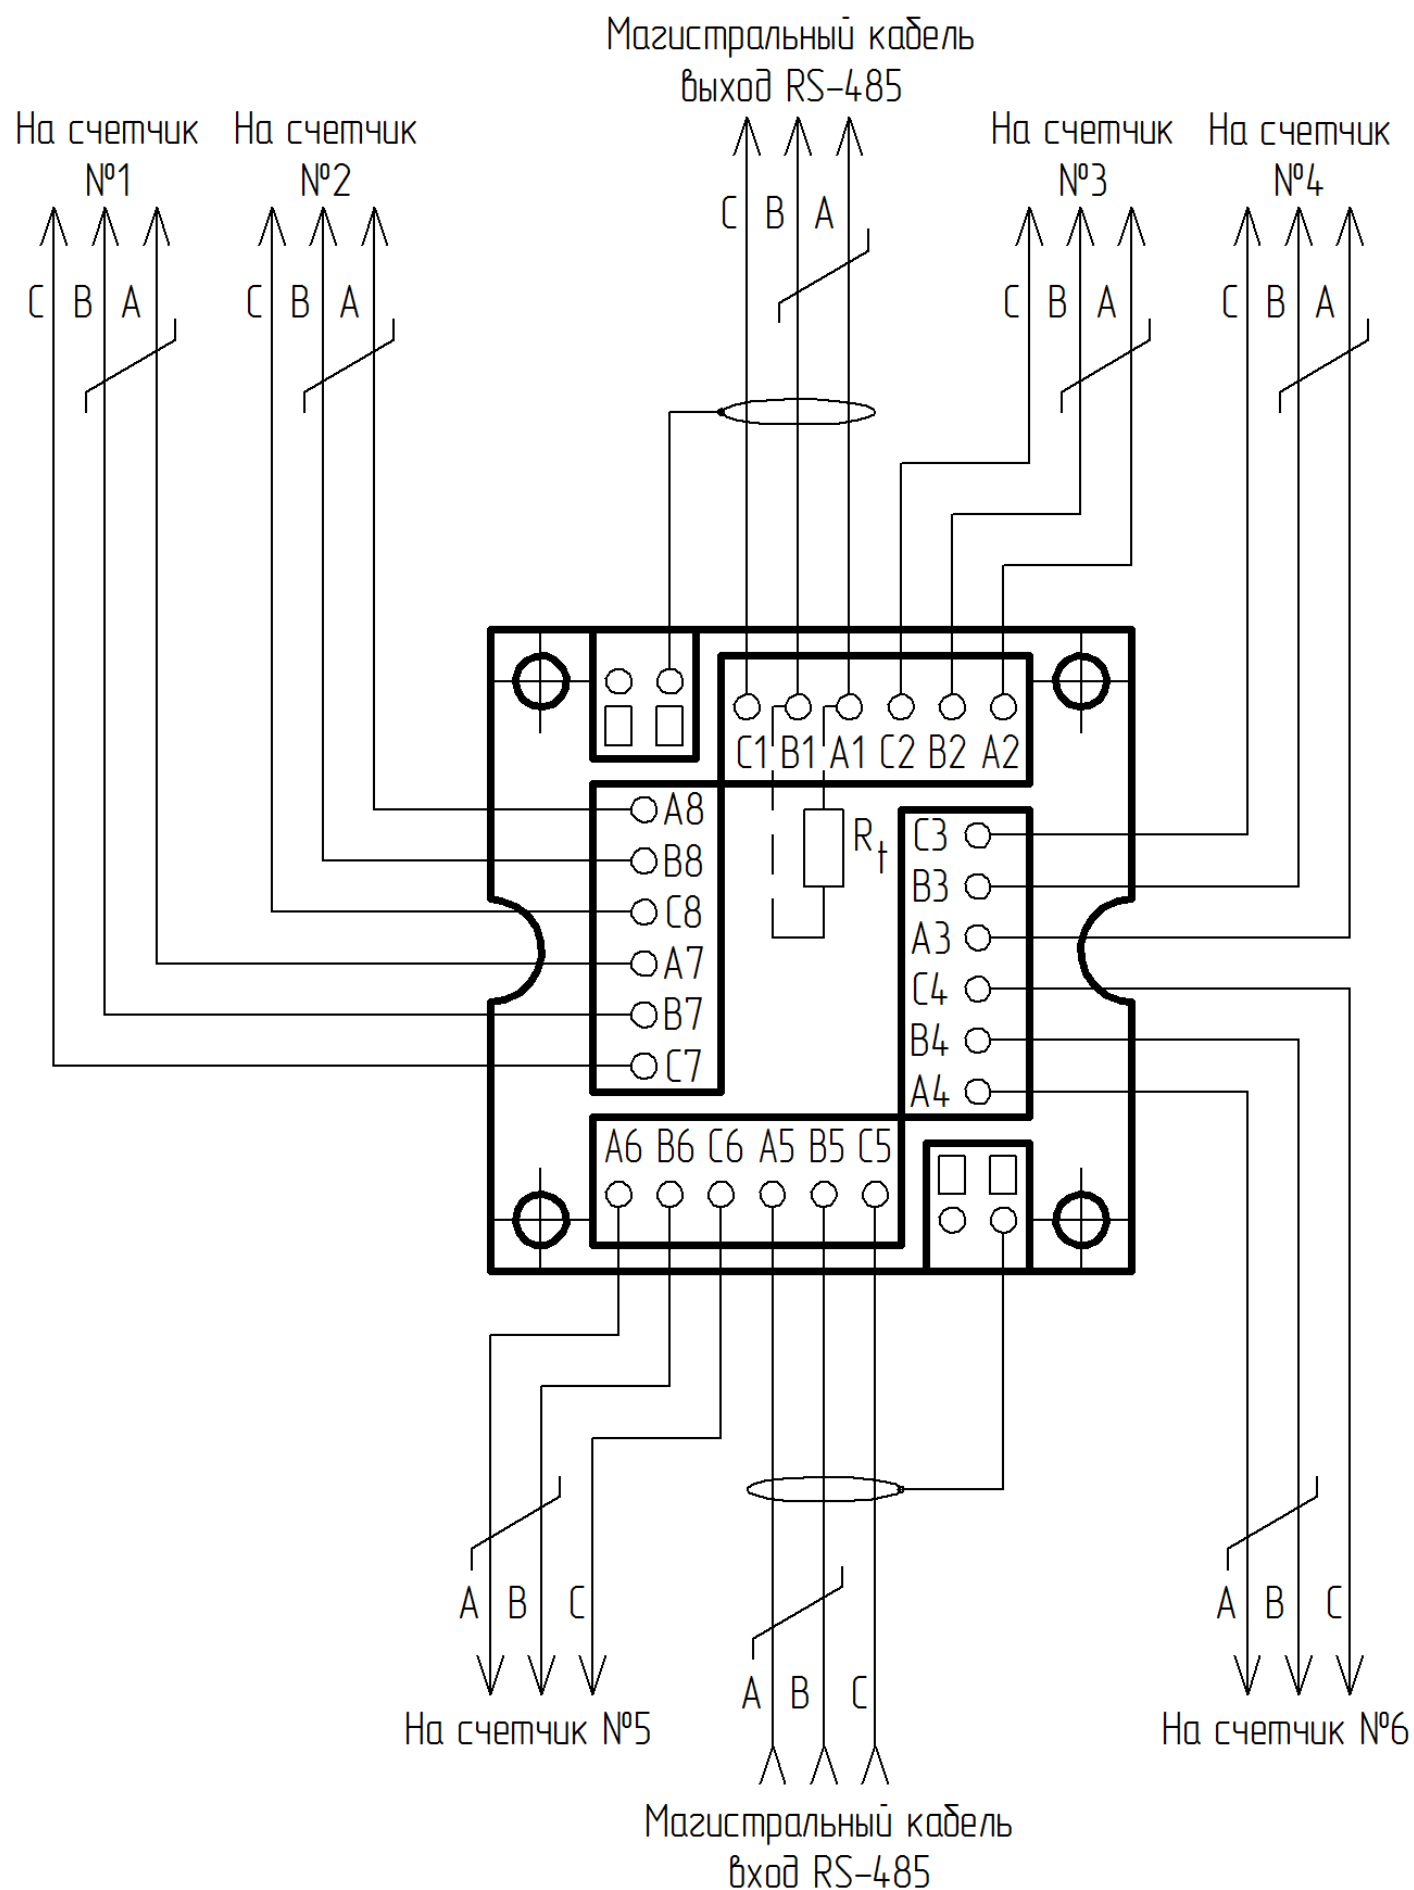 Магистральный кабель
выход RS-485
На счетчик
№1
На счетчик
№2
На счетчик
№3
На счетчик
№4
C B A
C B A
C B A
C B A
C B A
C1 B1 A1 C2 B2 A2
A8
B8
C8
A7
B7
C7
Rt
C3
B3
A3
C4
B4
A4
A6 B6 C6 A5 B5 C5
A B C
A B C
A B C
На счетчик №5
На счетчик №6
Магистральный кабель
вход RS-485